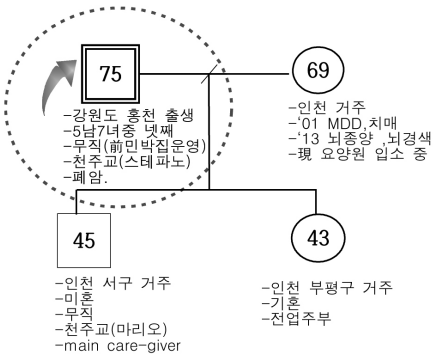 75
-강원도 홍천 출생
-5남7녀중 넷째
-무직(前민박집운영)
-천주교(스테파노)
-폐암.
69
-인천 거주
-‘01 MDD,치매
-‘13 뇌종양 ,뇌경색
-現 요양원 입소 중
45
-인천 서구 거주
-미혼
-무직
-천주교(마리오)
-main care-giver
43
-인천 부평구 거주
-기혼
-전업주부